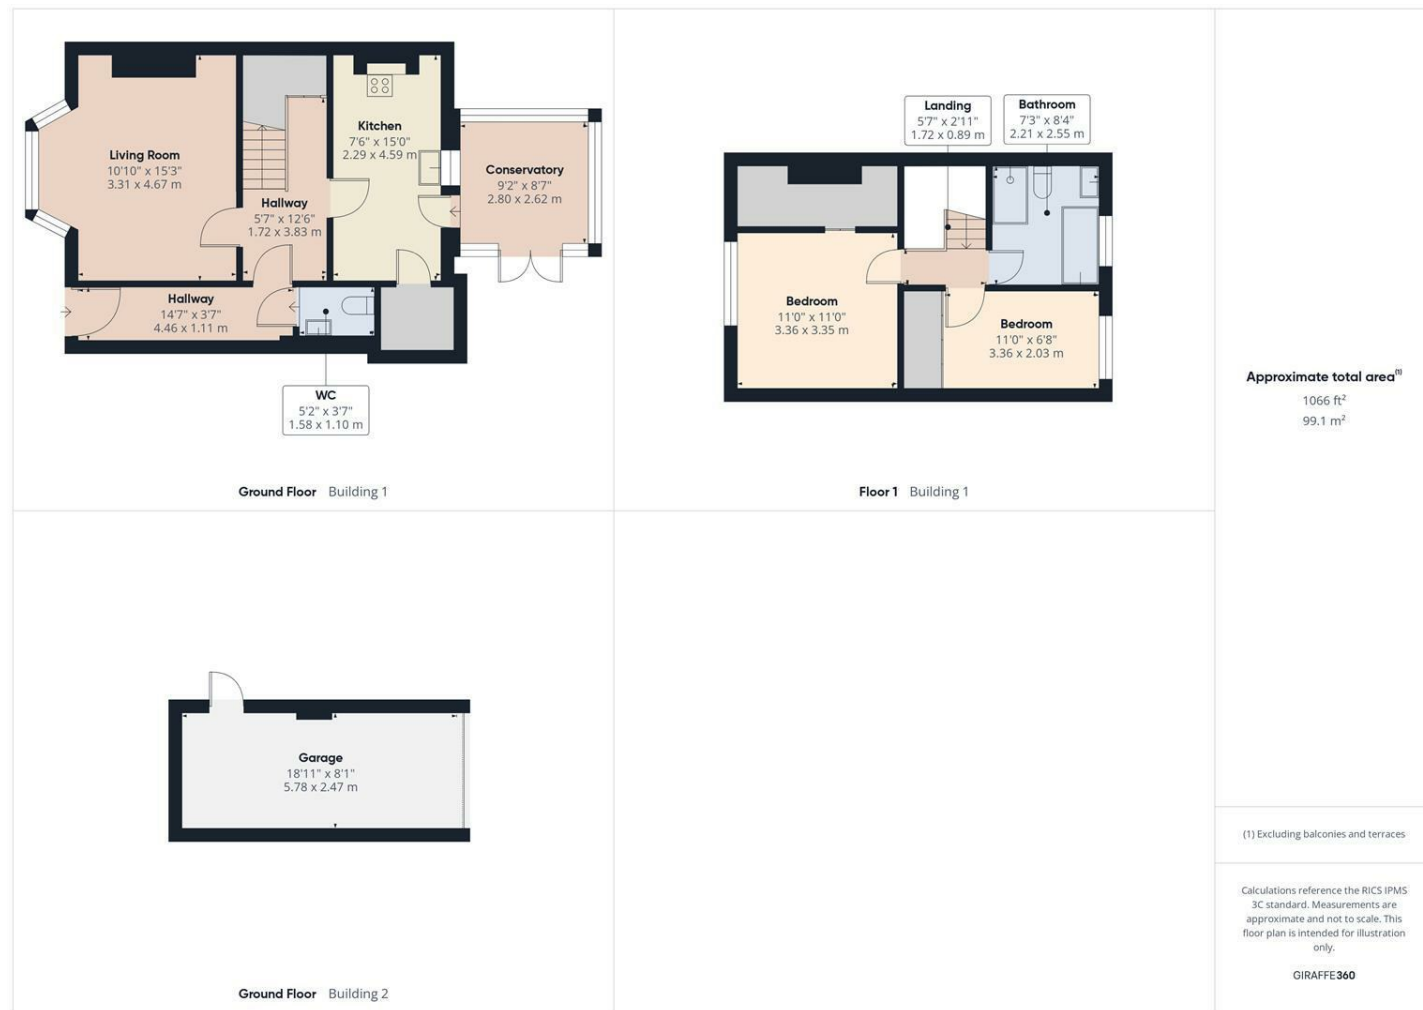 Living Room
10'10" x 15'3"
3.31 x 4.67 m
Hallway
5'7" x 12'6"
1.72 x 3.83 m
Kitchen
7'6" x 15'0"
2.29 x 4.59 m
Conservatory
9'2" x 8'7"
2.80 x 2.62 m
Hallway
14'7" x 3'7"
4.46 x 1.11 m
WC
5'2" x 3'7"
1.58 x 1.10 m
Ground Floor Building 1
Landing
5'7" x 2'11"
1.72 x 0.89 m
Bathroom
7'3" x 8'4"
2.21 x 2.55 m
Bedroom
11'0" x 11'0"
3.36 x 3.35 m
Bedroom
11'0" x 6'8"
3.36 x 2.03 m
Floor 1 Building 1
Garage
18'11" x 8'1"
5.78 x 2.47 m
Ground Floor Building 2
Approximate total area⁽¹⁾
1066 ft²
99.1 m²
(1) Excluding balconies and terraces
Calculations reference the RICS IPMS
3C standard. Measurements are
approximate and not to scale. This
floor plan is intended for illustration
only.
GIRAFFE360